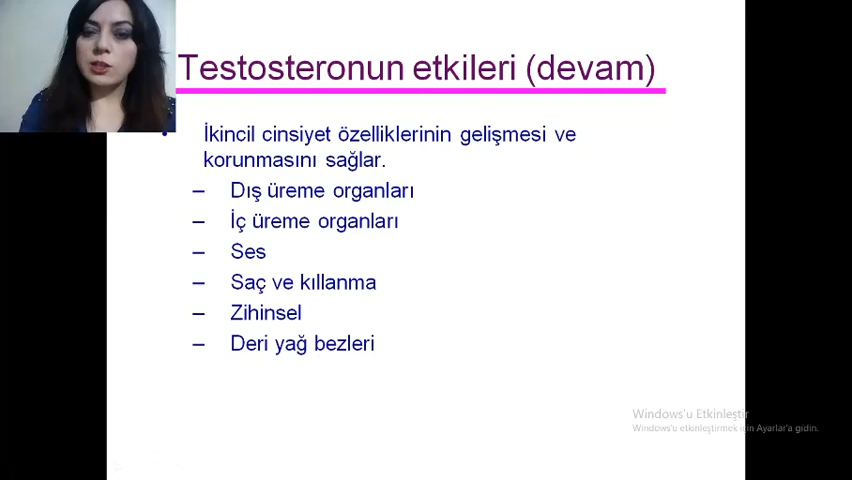 Testosteronun etkileri (devam)
• İkincil cinsiyet özelliklerinin gelişmesi ve
korunmasını sağlar.
– Dış üreme organları
– İç üreme organları
– Ses
– Saç ve kıllanma
– Zihinsel
– Deri yağ bezleri
Windows'u Etkinleştir
Windows'u etkinleştirmek için Ayarlar'a gidin.